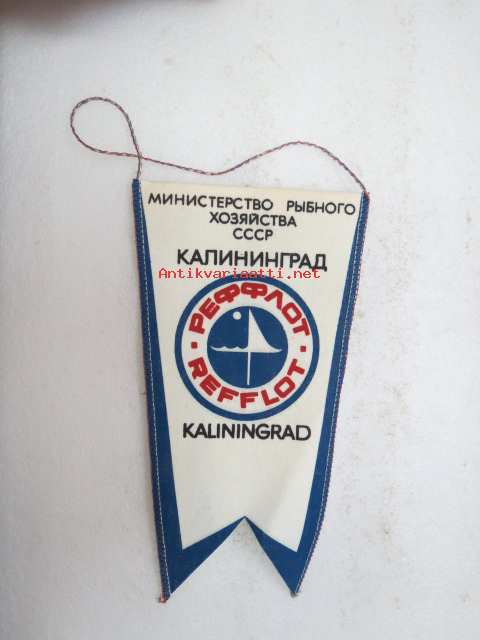 МИНИСТЕРСТВО РЫБНОГО
ХОЗЯЙСТВА
СССР
КАЛИНИНГРАД
Antikvariaatti.net
РЕФФЛОТ
REFFLOT
KALININGRAD